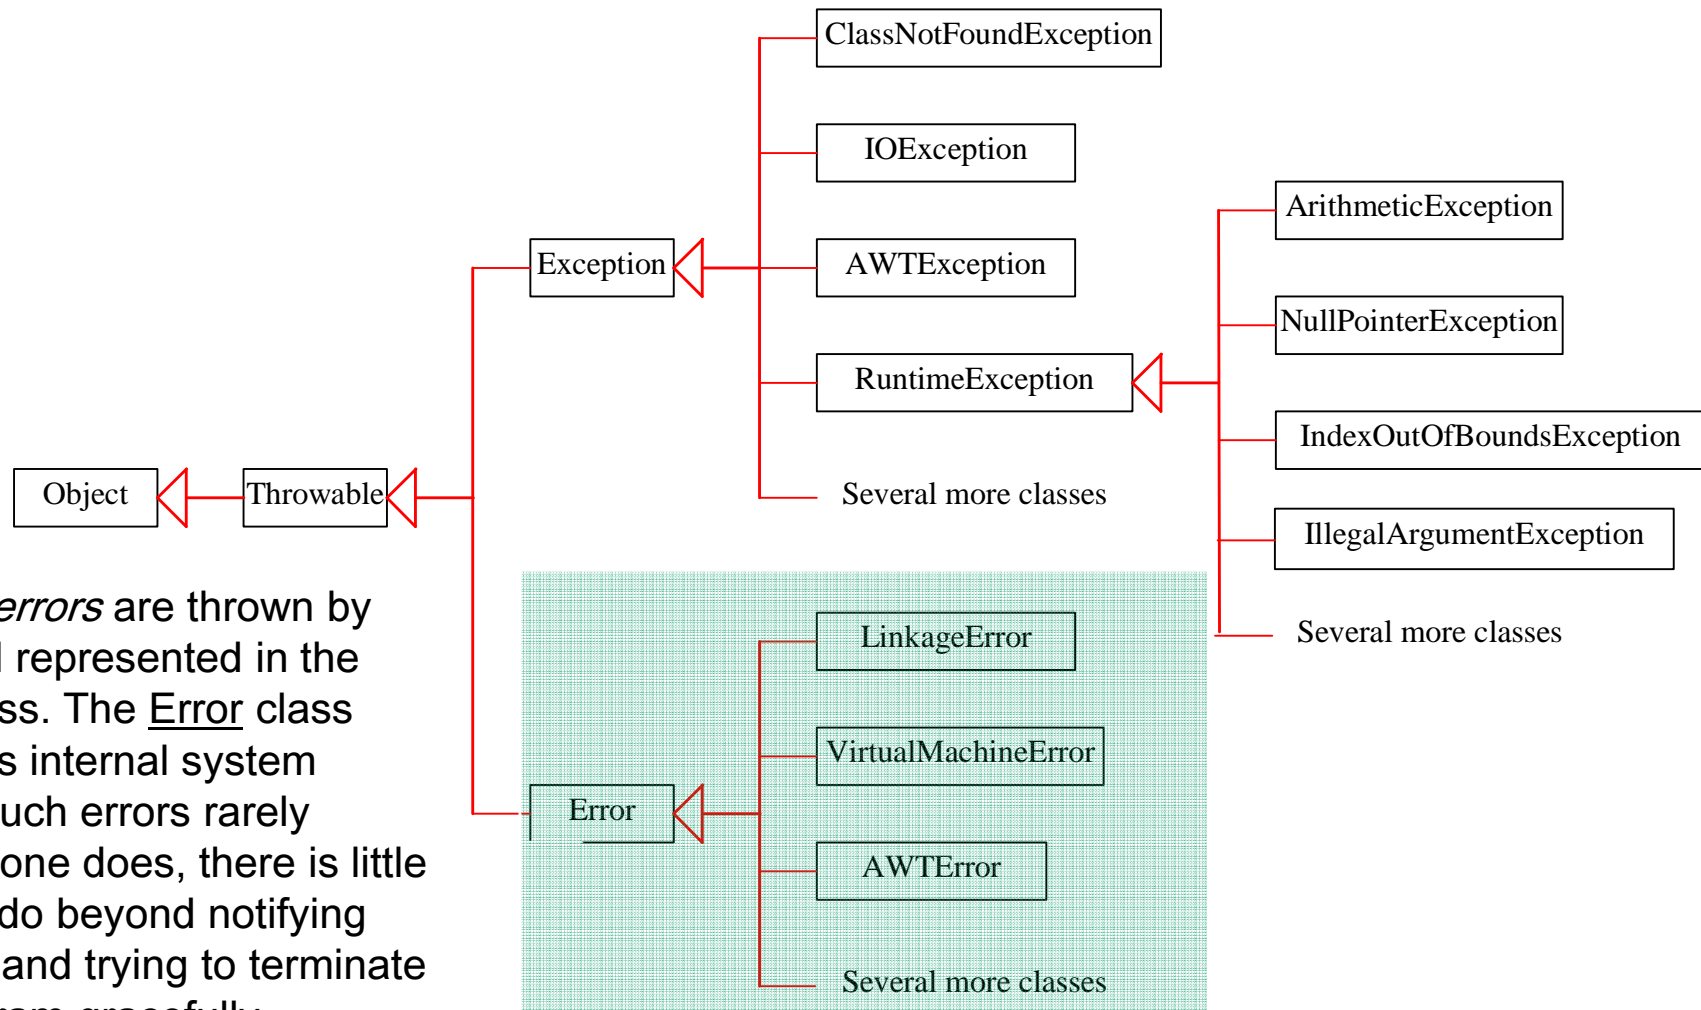 ClassNotFoundException
IOException
ArithmeticException
Exception
AWTException
NullPointerException
RuntimeException
IndexOutOfBoundsException
Object
Throwable
Several more classes
IllegalArgumentException
errors are thrown by
represented in the
LinkageError
Several more classes
ss. The Error class
s internal system
VirtualMachineError
uch errors rarely
Error
one does, there is little
AWTError
do beyond notifying
and trying to terminate
Several more classes
ram gracefully